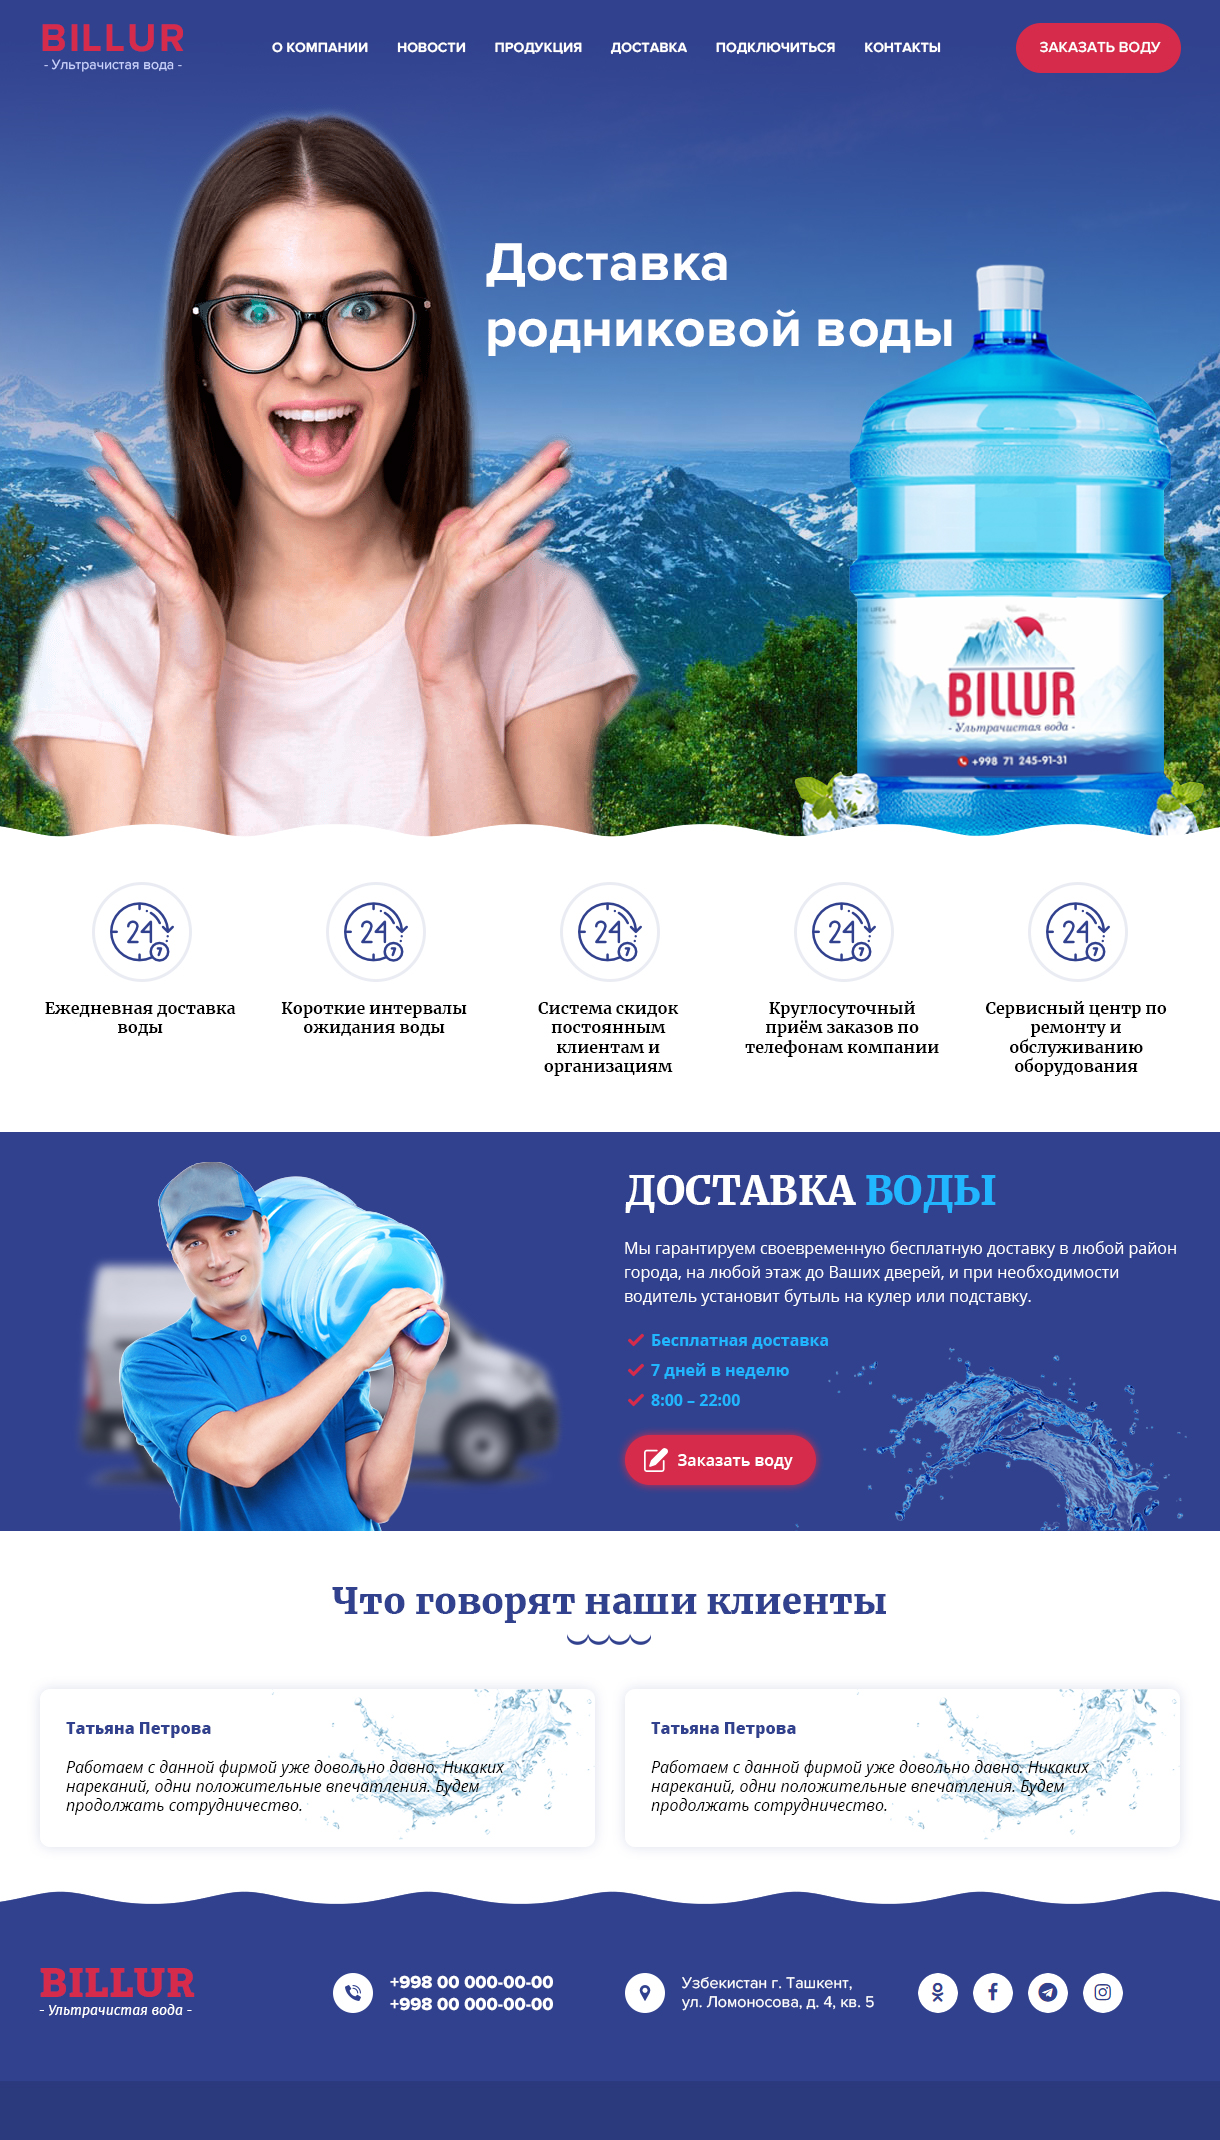 BILLUR
- Ультрачистая вода -
О КОМПАНИИ
НОВОСТИ
ПРОДУКЦИЯ
ДОСТАВКА
ПОДКЛЮЧИТЬСЯ
КОНТАКТЫ
ЗАКАЗАТЬ ВОДУ
Доставка
родниковой воды
BILLUR
- Ультрачистая вода -
+998 71 245-91-31
24
7
24
7
24
7
24
7
24
7
Ежедневная доставка
воды
Короткие интервалы
ожидания воды
Система скидок
постоянным
клиентам и
организациям
Круглосуточный
приём заказов по
телефонам компании
Сервисный центр по
ремонту и
обслуживанию
оборудования
ДОСТАВКА ВОДЫ
Мы гарантируем своевременную бесплатную доставку в любой район
города, на любой этаж до Ваших дверей, и при необходимости
водитель установит бутыль на кулер или подставку.
Бесплатная доставка
7 дней в неделю
8:00 – 22:00
Заказать воду
Что говорят наши клиенты
Татьяна Петрова
Работаем с данной фирмой уже довольно давно. Никаких
нареканий, одни положительные впечатления. Будем
продолжать сотрудничество.
Татьяна Петрова
Работаем с данной фирмой уже довольно давно. Никаких
нареканий, одни положительные впечатления. Будем
продолжать сотрудничество.
BILLUR
- Ультрачистая вода -
+998 00 000-00-00
+998 00 000-00-00
Узбекистан г. Ташкент,
ул. Ломоносова, д. 4, кв. 5